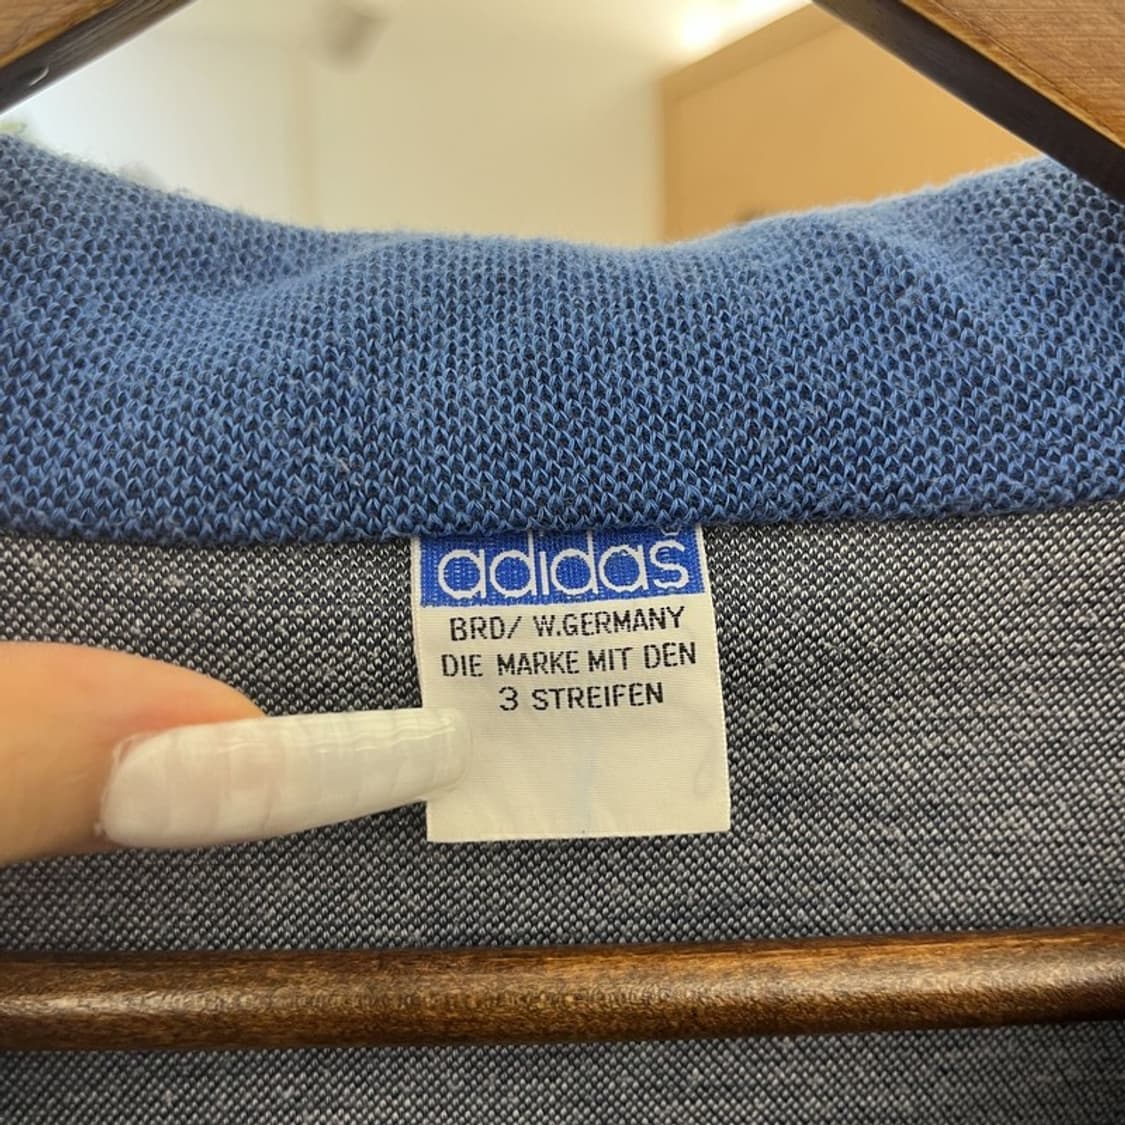 adidas
BRD/ W.GERMANY
DIE MARKE MIT DEN
3 STREIFEN